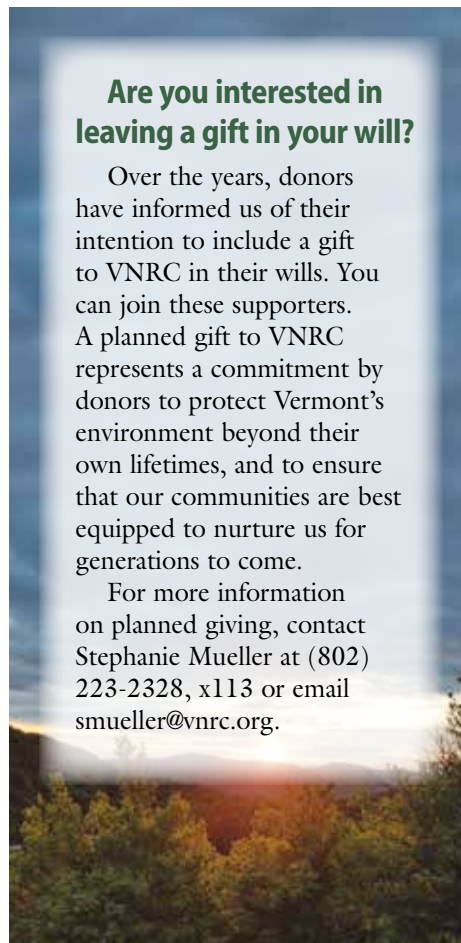 Are you interested in
leaving a gift in your will?
Over the years, donors
have informed us of their
intention to include a gift
to VNRC in their wills. You
can join these supporters.
A planned gift to VNRC
represents a commitment by
donors to protect Vermont’s
environment beyond their
own lifetimes, and to ensure
that our communities are best
equipped to nurture us for
generations to come.
For more information
on planned giving, contact
Stephanie Mueller at (802)
223-2328, x113 or email
smueller@vnrc.org.